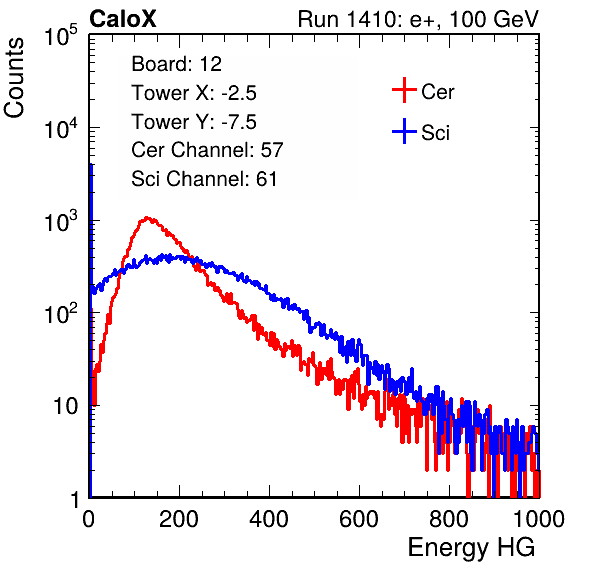 CaloX Run 1410: e+, 100 GeV
Counts
10^5
10^4
10^3
10^2
10
1
Board: 12
Tower X: -2.5
Tower Y: -7.5
Cer Channel: 57
Sci Channel: 61
Cer
Sci
0 200 400 600 800 1000
Energy HG